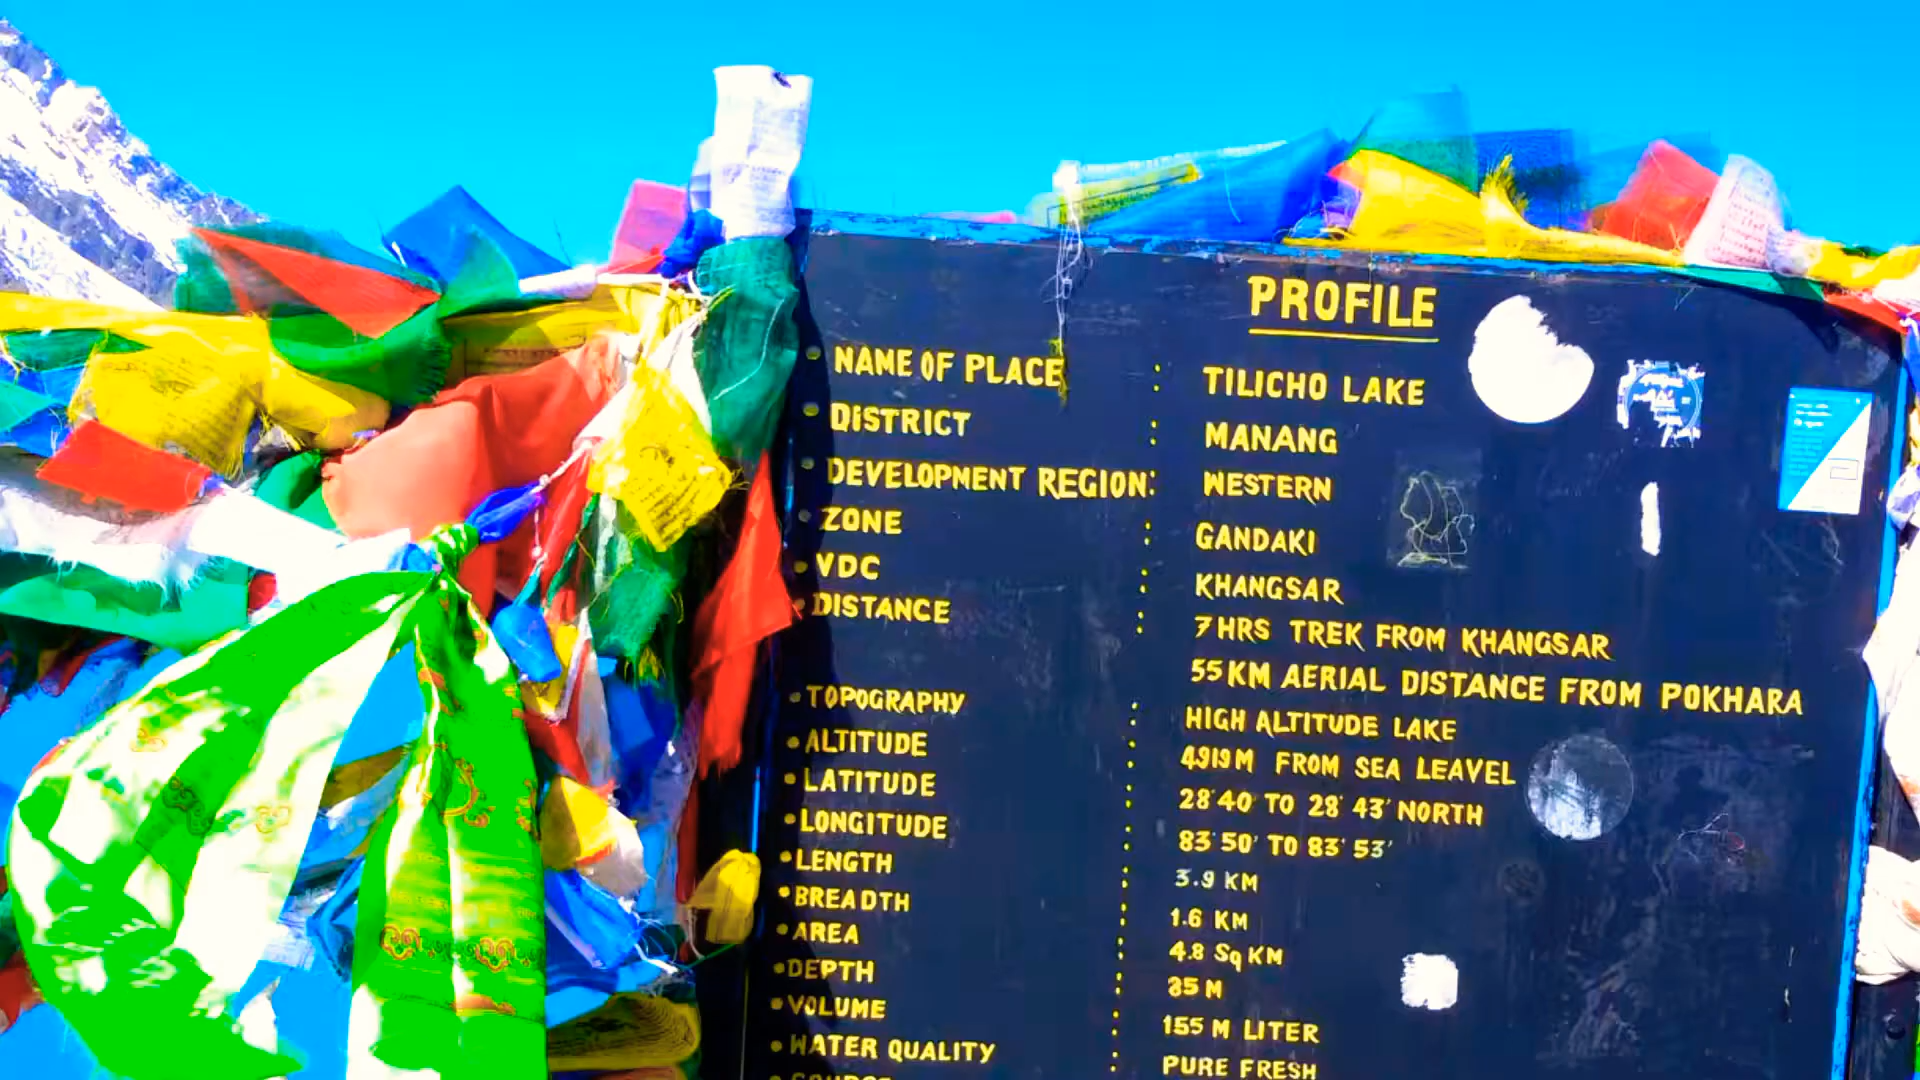 PROFILE
NAME OF PLACE : TILICHO LAKE
DISTRICT : MANANG
DEVELOPMENT REGION : WESTERN
ZONE : GANDAKI
VDC : KHANGSAR
DISTANCE : 7 HRS TREK FROM KHANGSAR
55 KM AERIAL DISTANCE FROM POKHARA
TOPOGRAPHY : HIGH ALTITUDE LAKE
ALTITUDE : 4919 M FROM SEA LEAVEL
LATITUDE : 28° 40' TO 28° 43' NORTH
LONGITUDE : 83° 50' TO 83° 53'
LENGTH : 3.9 KM
BREADTH : 1.6 KM
AREA : 4.8 Sq KM
DEPTH : 85 M
VOLUME : 155 M LITER
WATER QUALITY : PURE FRESH